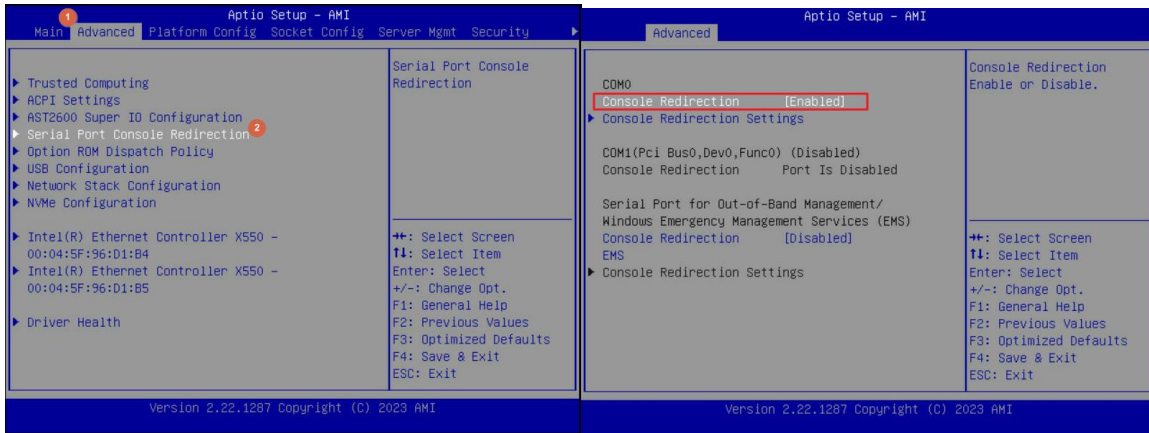 Aptio Setup - AMI
1
Main Advanced Platform Config Socket Config Server Mgmt Security
Trusted Computing
ACPI Settings
AST2600 Super IO Configuration
Serial Port Console Redirection 2
Option ROM Dispatch Policy
USB Configuration
Network Stack Configuration
NVMe Configuration
Intel(R) Ethernet Controller X550 -
00:04:5F:96:D1:B4
Intel(R) Ethernet Controller X550 -
00:04:5F:96:D1:B5
Driver Health
Serial Port Console
Redirection
→←: Select Screen
↑↓: Select Item
Enter: Select
+/-: Change Opt.
F1: General Help
F2: Previous Values
F3: Optimized Defaults
F4: Save & Exit
ESC: Exit
Version 2.22.1287 Copyright (C) 2023 AMI
Aptio Setup - AMI
Advanced
COM0
Console Redirection [Enabled]
Console Redirection Settings
COM1(Pci Bus0,Dev0,Func0) (Disabled)
Console Redirection Port Is Disabled
Serial Port for Out-of-Band Management/
Windows Emergency Management Services (EMS)
Console Redirection [Disabled]
EMS
Console Redirection Settings
Console Redirection
Enable or Disable.
→←: Select Screen
↑↓: Select Item
Enter: Select
+/-: Change Opt.
F1: General Help
F2: Previous Values
F3: Optimized Defaults
F4: Save & Exit
ESC: Exit
Version 2.22.1287 Copyright (C) 2023 AMI